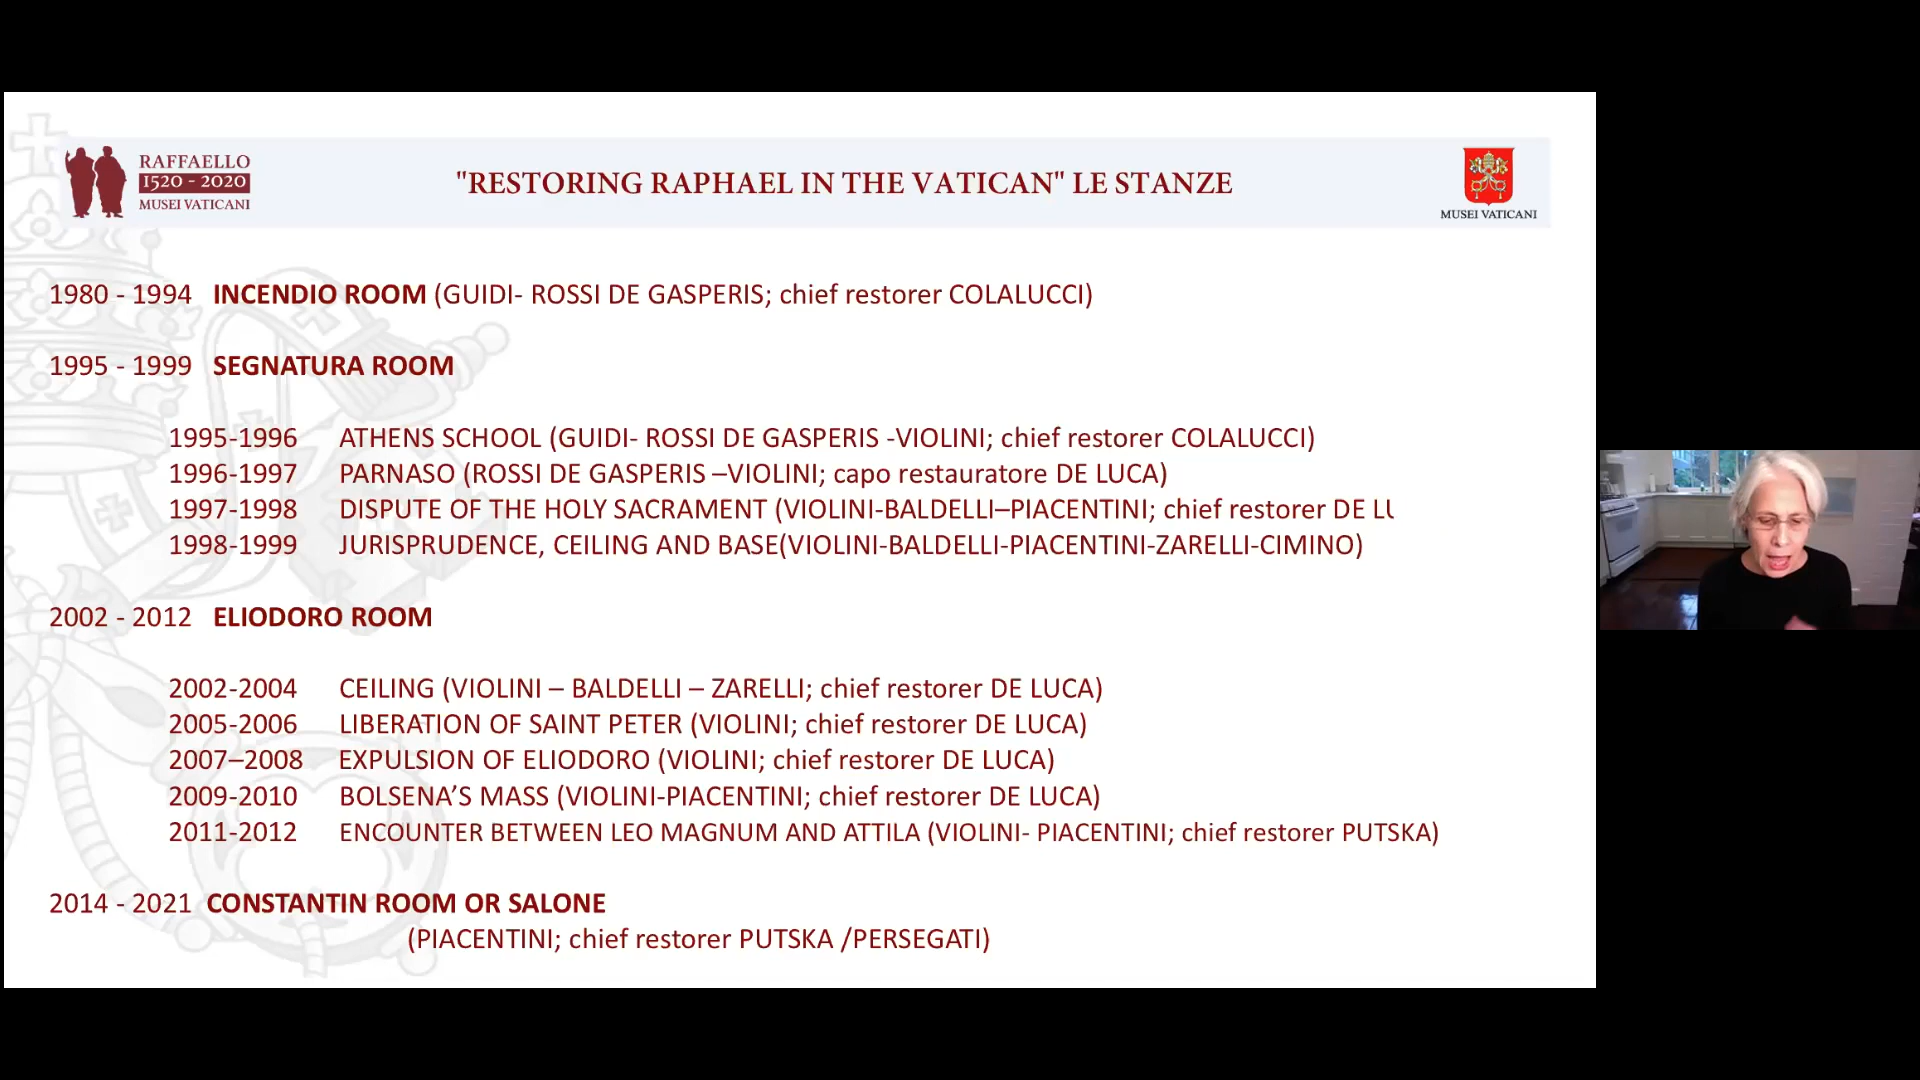 RAFFAELLO
1520 - 2020
MUSEI VATICANI
"RESTORING RAPHAEL IN THE VATICAN" LE STANZE
MUSEI VATICANI
1980 - 1994 INCENDIO ROOM (GUIDI- ROSSI DE GASPERIS; chief restorer COLALUCCI)
1995 - 1999 SEGNATURA ROOM
1995-1996 ATHENS SCHOOL (GUIDI- ROSSI DE GASPERIS -VIOLINI; chief restorer COLALUCCI)
1996-1997 PARNASO (ROSSI DE GASPERIS –VIOLINI; capo restauratore DE LUCA)
1997-1998 DISPUTE OF THE HOLY SACRAMENT (VIOLINI-BALDELLI–PIACENTINI; chief restorer DE
1998-1999 JURISPRUDENCE, CEILING AND BASE(VIOLINI-BALDELLI-PIACENTINI-ZARELLI-CIMINO)
2002 - 2012 ELIODORO ROOM
2002-2004 CEILING (VIOLINI – BALDELLI – ZARELLI; chief restorer DE LUCA)
2005-2006 LIBERATION OF SAINT PETER (VIOLINI; chief restorer DE LUCA)
2007–2008 EXPULSION OF ELIODORO (VIOLINI; chief restorer DE LUCA)
2009-2010 BOLSENA’S MASS (VIOLINI-PIACENTINI; chief restorer DE LUCA)
2011-2012 ENCOUNTER BETWEEN LEO MAGNUM AND ATTILA (VIOLINI- PIACENTINI; chief restorer PUTSKA)
2014 - 2021 CONSTANTIN ROOM OR SALONE
(PIACENTINI; chief restorer PUTSKA /PERSEGATI)